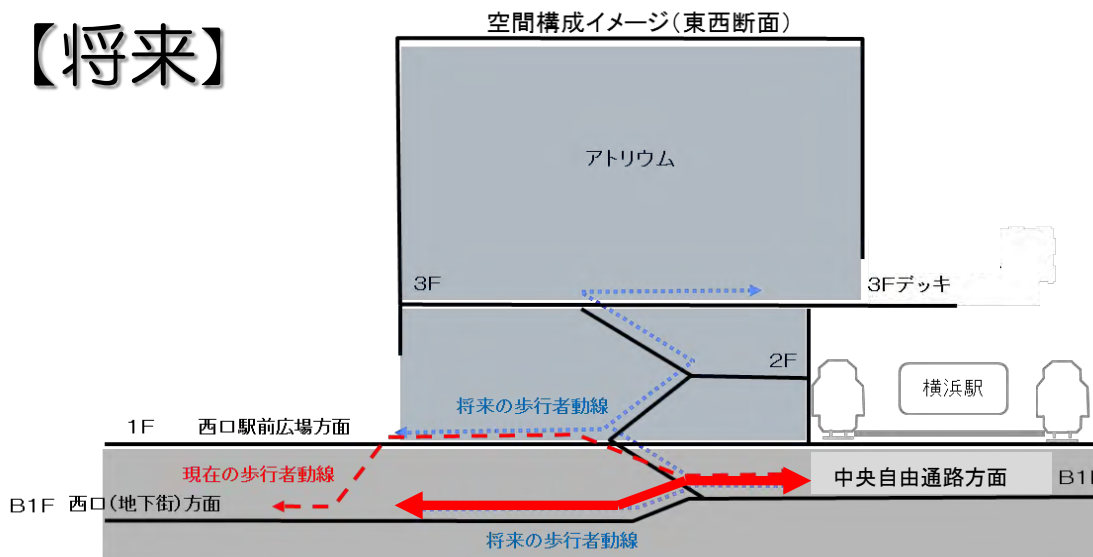 【将来】
空間構成イメージ(東西断面)
アトリウム
3F
3Fデッキ
2F
横浜駅
将来の歩行者動線
1F 西口駅前広場方面
現在の歩行者動線
中央自由通路方面 B1F
B1F 西口(地下街)方面
将来の歩行者動線